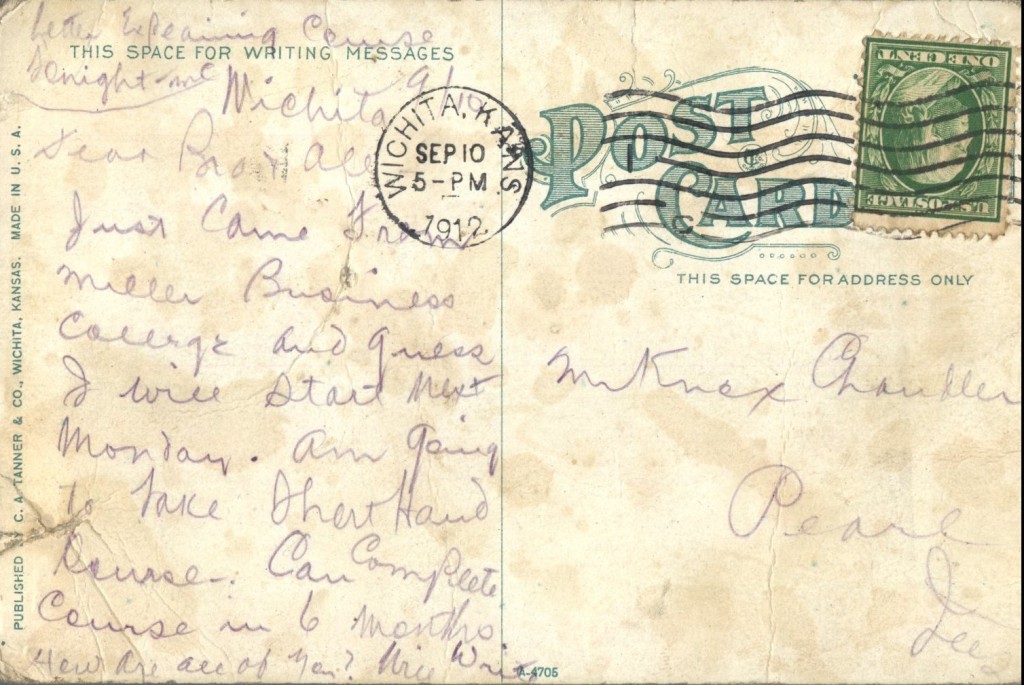 THIS SPACE FOR WRITING MESSAGES
Wichita 9/10
Dear Bro & All
Just Came From
Miller Business
College and guess
I will Start Next
Monday. Am going
to take Short Hand
Course. Can Complete
Course in 6 Months
How Are all of You? Will Write
Letter Explaining Course
Tonight
PUBLISHED BY C. A. TANNER & CO., WICHITA, KANSAS. MADE IN U. S. A.
WICHITA, KANS
SEP 10
5-PM
1912
POST CARD
U.S. POSTAGE
ONE CENT
THIS SPACE FOR ADDRESS ONLY
Mr Knox Chandler
Pearl
Ills
A-4705